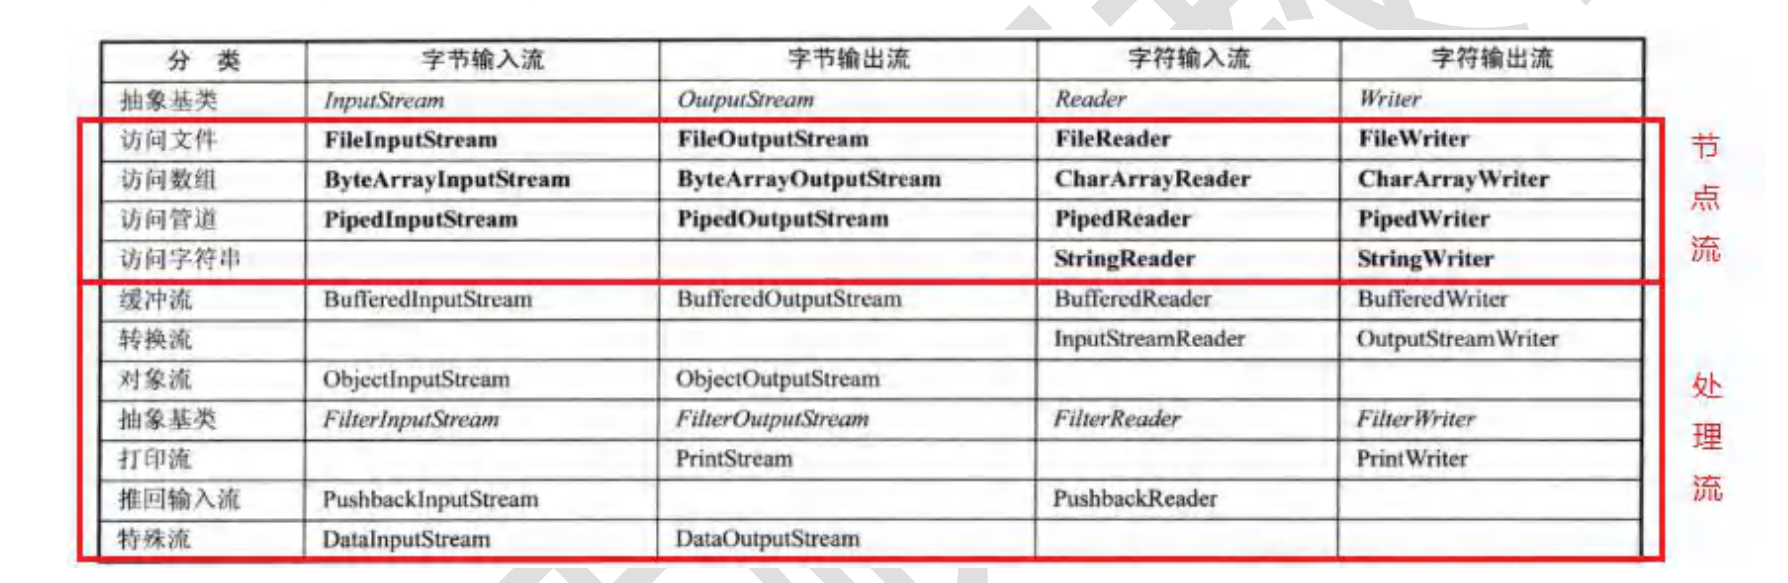 分 类 字节输入流 字节输出流 字符输入流 字符输出流
抽象基类 InputStream OutputStream Reader Writer
访问文件 FileInputStream FileOutputStream FileReader FileWriter
访问数组 ByteArrayInputStream ByteArrayOutputStream CharArrayReader CharArrayWriter
访问管道 PipedInputStream PipedOutputStream PipedReader PipedWriter
访问字符串 StringReader StringWriter
节点流
缓冲流 BufferedInputStream BufferedOutputStream BufferedReader BufferedWriter
转换流 InputStreamReader OutputStreamWriter
对象流 ObjectInputStream ObjectOutputStream
抽象基类 FilterInputStream FilterOutputStream FilterReader FilterWriter
打印流 PrintStream PrintWriter
推回输入流 PushbackInputStream PushbackReader
特殊流 DataInputStream DataOutputStream
处理流